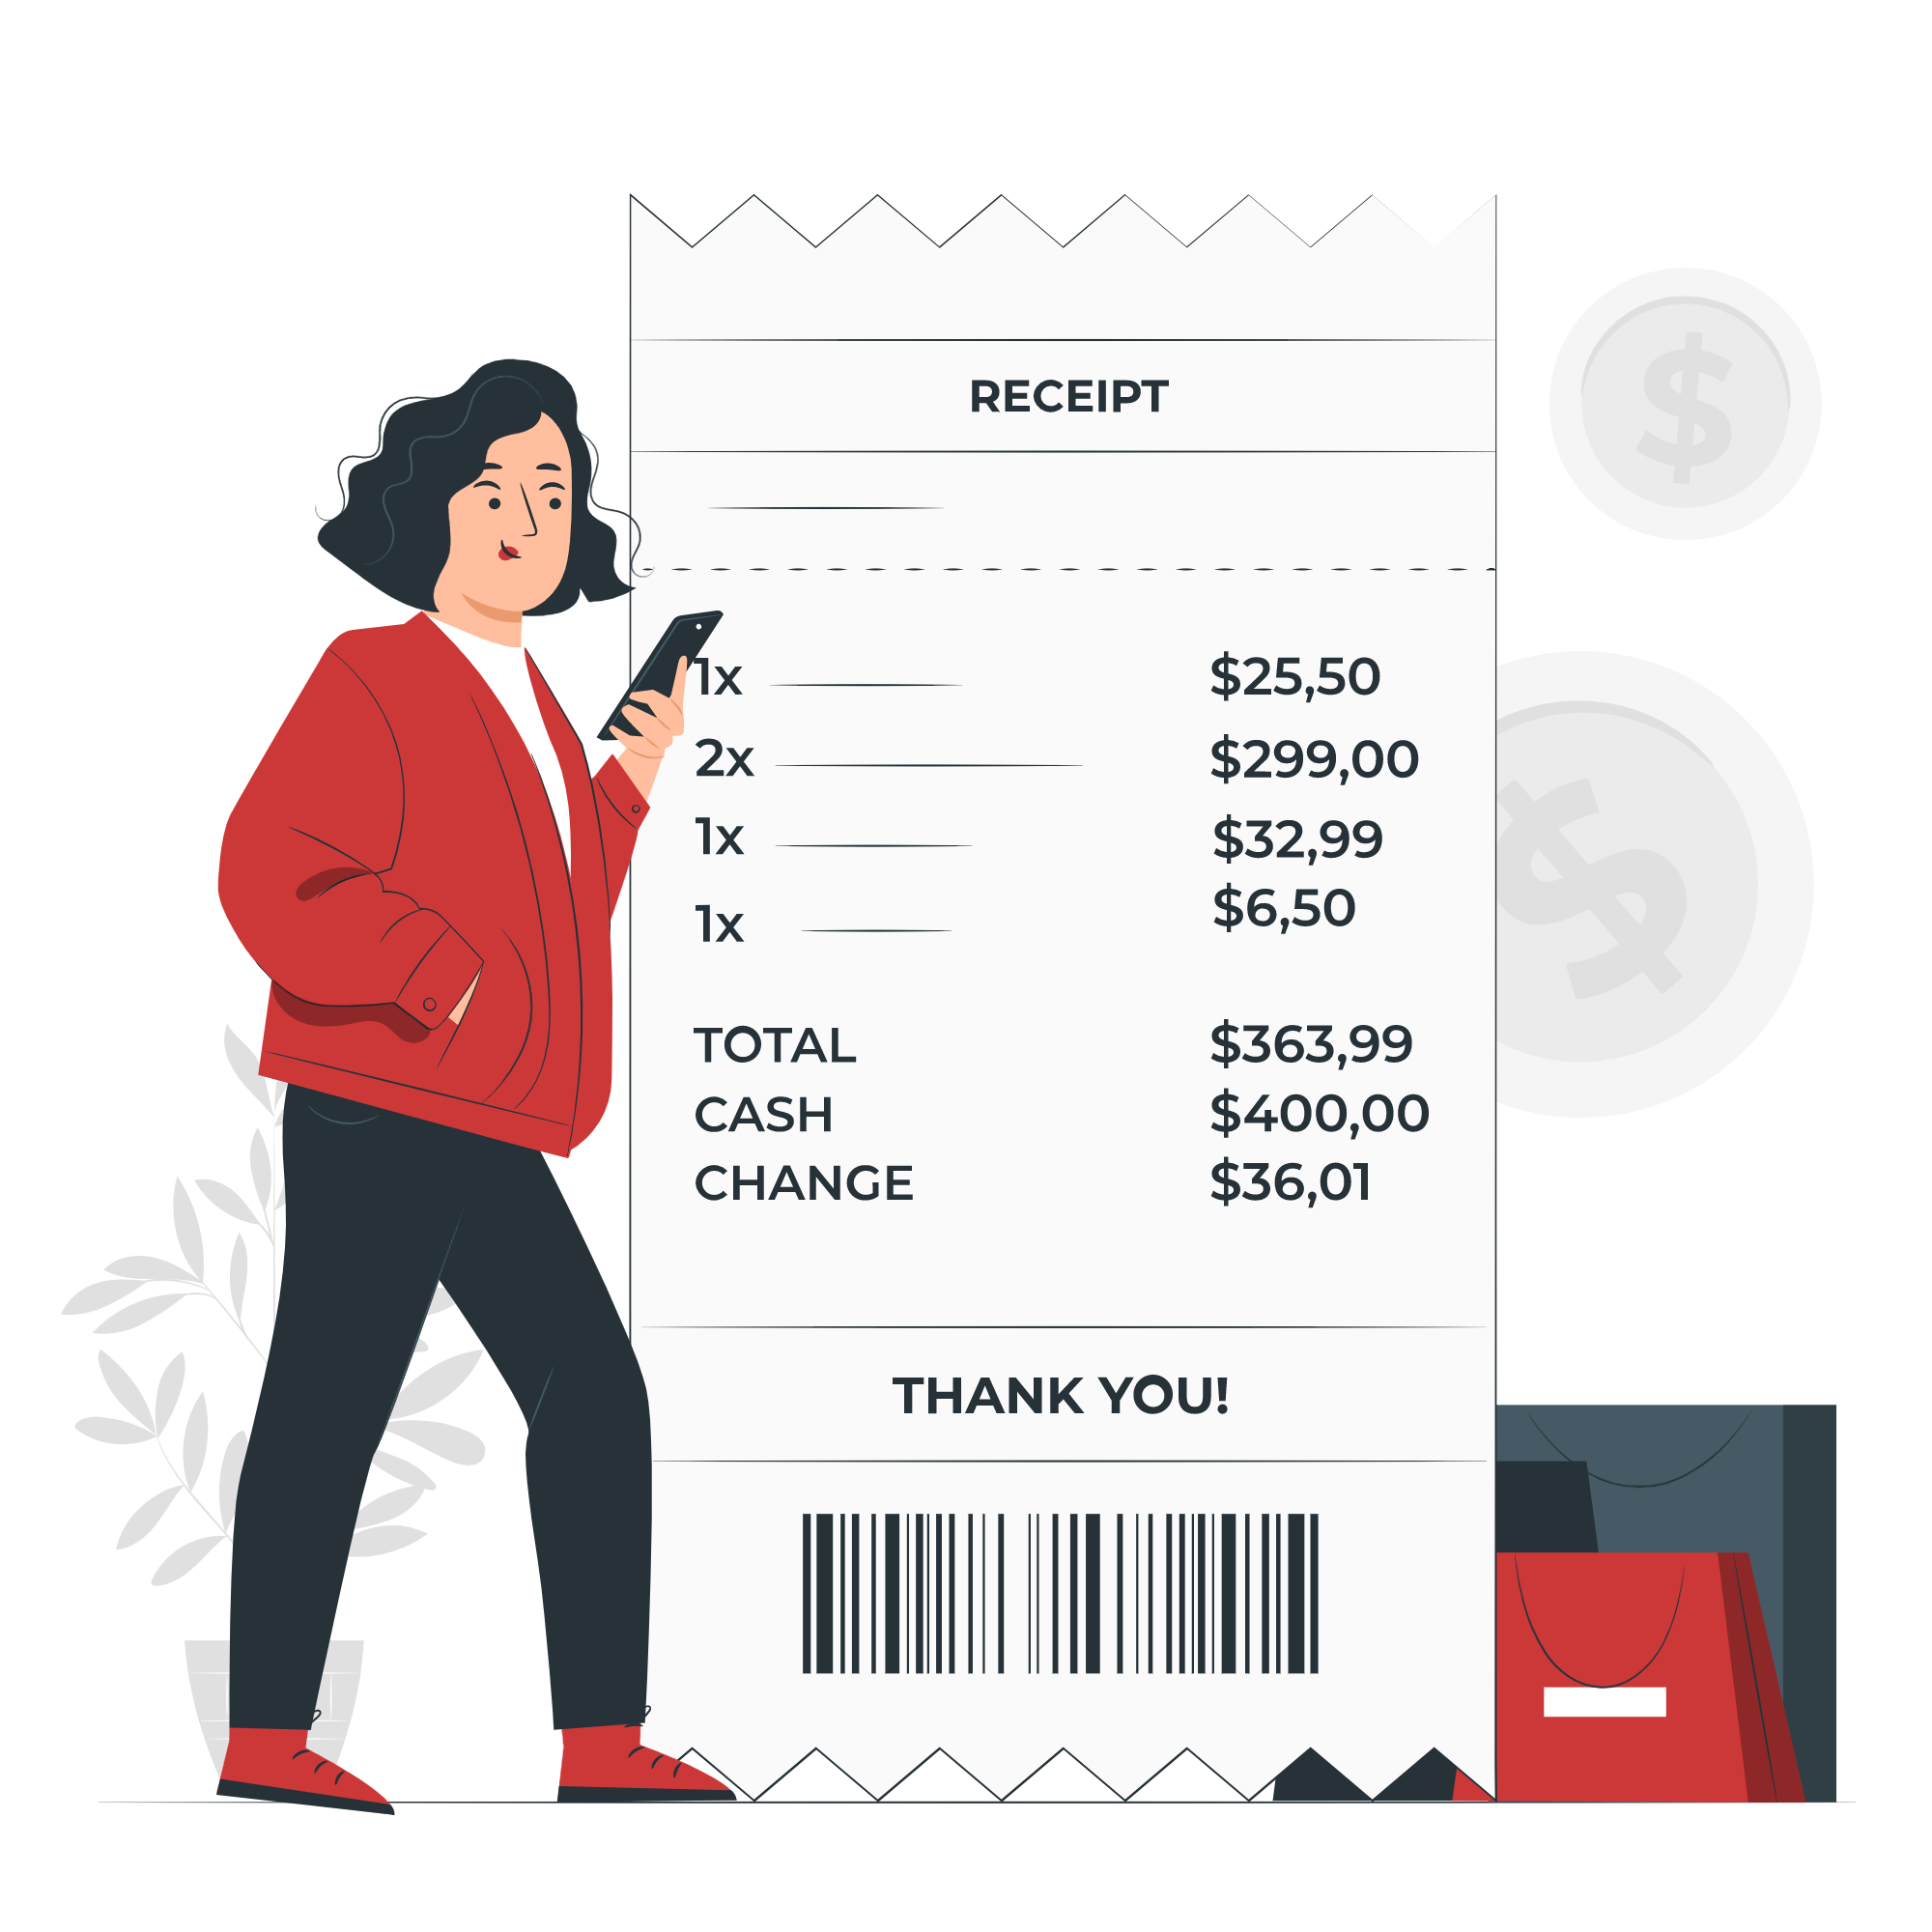 RECEIPT
1x $25,50
2x $299,00
1x $32,99
1x $6,50
TOTAL $363,99
CASH $400,00
CHANGE $36,01
THANK YOU!
$
$